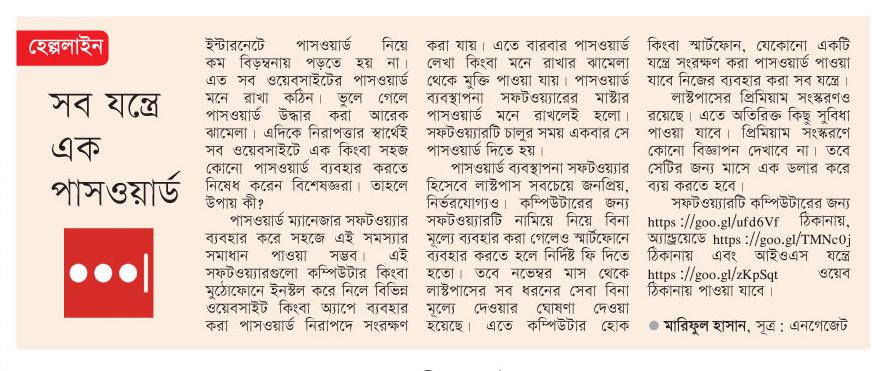 হেল্পলাইন
সব যন্ত্রে
এক
পাসওয়ার্ড
ইন্টারনেটে পাসওয়ার্ড নিয়ে
কম বিড়ম্বনায় পড়তে হয় না।
এত সব ওয়েবসাইটের পাসওয়ার্ড
মনে রাখা কঠিন। ভুলে গেলে
পাসওয়ার্ড উদ্ধার করা আরেক
ঝামেলা। এদিকে নিরাপত্তার স্বার্থেই
সব ওয়েবসাইটে এক কিংবা সহজ
কোনো পাসওয়ার্ড ব্যবহার করতে
নিষেধ করেন বিশেষজ্ঞরা। তাহলে
উপায় কী?
পাসওয়ার্ড ম্যানেজার সফটওয়্যার
ব্যবহার করে সহজে এই সমস্যার
সমাধান পাওয়া সম্ভব। এই
সফটওয়্যারগুলো কম্পিউটার কিংবা
মুঠোফোনে ইনস্টল করে নিলে বিভিন্ন
ওয়েবসাইট কিংবা অ্যাপে ব্যবহার
করা পাসওয়ার্ড নিরাপদে সংরক্ষণ
করা যায়। এতে বারবার পাসওয়ার্ড
লেখা কিংবা মনে রাখার ঝামেলা
থেকে মুক্তি পাওয়া যায়। পাসওয়ার্ড
ব্যবস্থাপনা সফটওয়্যারের মাস্টার
পাসওয়ার্ড মনে রাখলেই হলো।
সফটওয়্যারটি চালুর সময় একবার সে
পাসওয়ার্ড দিতে হয়।
পাসওয়ার্ড ব্যবস্থাপনা সফটওয়্যার
হিসেবে লাস্টপাস সবচেয়ে জনপ্রিয়,
নির্ভরযোগ্যও। কম্পিউটারের জন্য
সফটওয়্যারটি নামিয়ে নিয়ে বিনা
মূল্যে ব্যবহার করা গেলেও স্মার্টফোনে
ব্যবহার করতে হলে নির্দিষ্ট ফি দিতে
হতো। তবে নভেম্বর মাস থেকে
লাস্টপাসের সব ধরনের সেবা বিনা
মূল্যে দেওয়ার ঘোষণা দেওয়া
হয়েছে। এতে কম্পিউটার হোক
কিংবা স্মার্টফোন, যেকোনো একটি
যন্ত্রে সংরক্ষণ করা পাসওয়ার্ড পাওয়া
যাবে নিজের ব্যবহার করা সব যন্ত্রে।
লাস্টপাসের প্রিমিয়াম সংস্করণও
রয়েছে। এতে অতিরিক্ত কিছু সুবিধা
পাওয়া যাবে। প্রিমিয়াম সংস্করণে
কোনো বিজ্ঞাপন দেখাবে না। তবে
সেটির জন্য মাসে এক ডলার করে
ব্যয় করতে হবে।
সফটওয়্যারটি কম্পিউটারের জন্য
https ://goo.gl/ufd6Vf ঠিকানায়,
অ্যান্ড্রয়েডে https ://goo.gl/TMNc0j
ঠিকানায় এবং আইওএস যন্ত্রে
https ://goo.gl/zKpSqt ওয়েব
ঠিকানায় পাওয়া যাবে।
মারিফুল হাসান, সূত্র : এনগেজেট